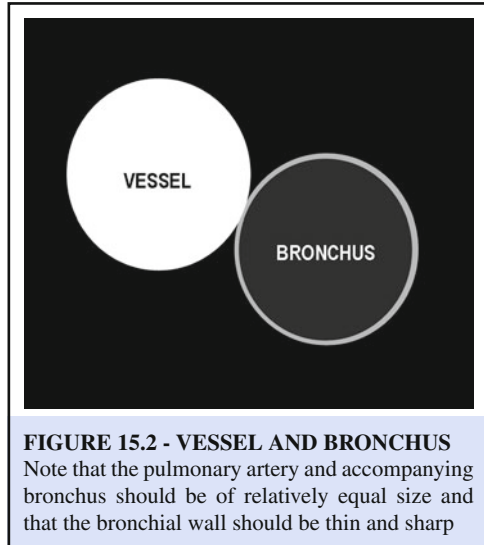 VESSEL
BRONCHUS
FIGURE 15.2 - VESSEL AND BRONCHUS
Note that the pulmonary artery and accompanying
bronchus should be of relatively equal size and
that the bronchial wall should be thin and sharp